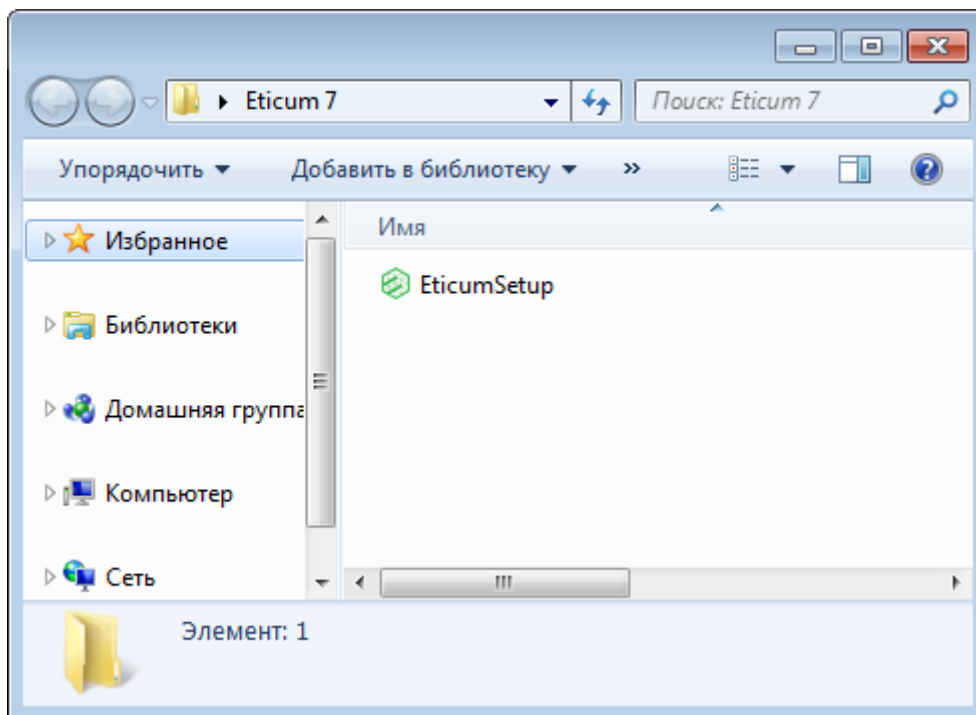 Eticum 7
Поиск: Eticum 7
Упорядочить
Добавить в библиотеку
»
Избранное
Имя
EticumSetup
Библиотеки
Домашняя группа
Компьютер
Сеть
Элемент: 1